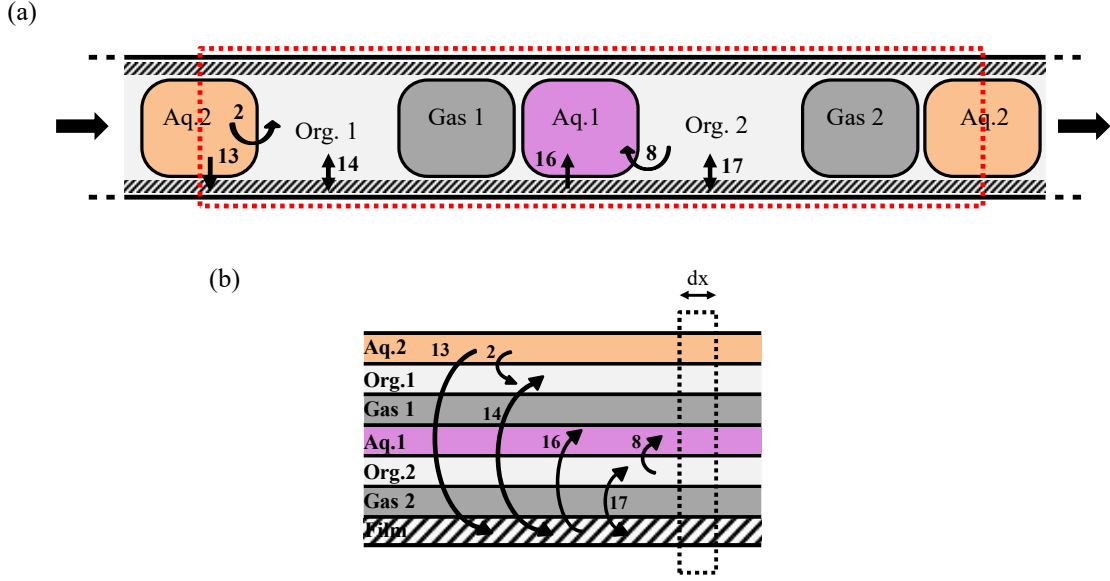 (a)
Aq.2 2 Org. 1 Gas 1 Aq.1 8 Org. 2 Gas 2 Aq.2
13 14 16 17
(b)
dx
Aq.2 13 2
Org.1
Gas 1 14
Aq.1 16 8
Org.2
Gas 2 17
Film